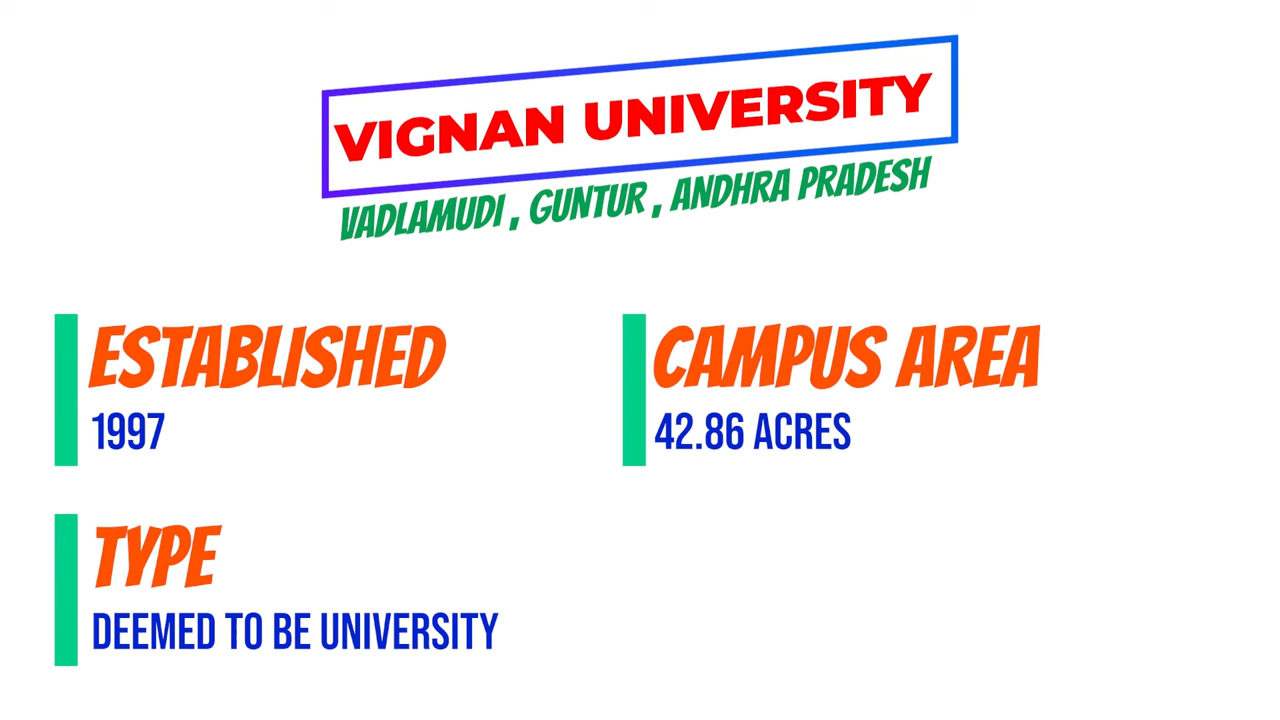 VIGNAN UNIVERSITY
VADLAMUDI , GUNTUR , ANDHRA PRADESH
ESTABLISHED
1997
CAMPUS AREA
42.86 ACRES
TYPE
DEEMED TO BE UNIVERSITY